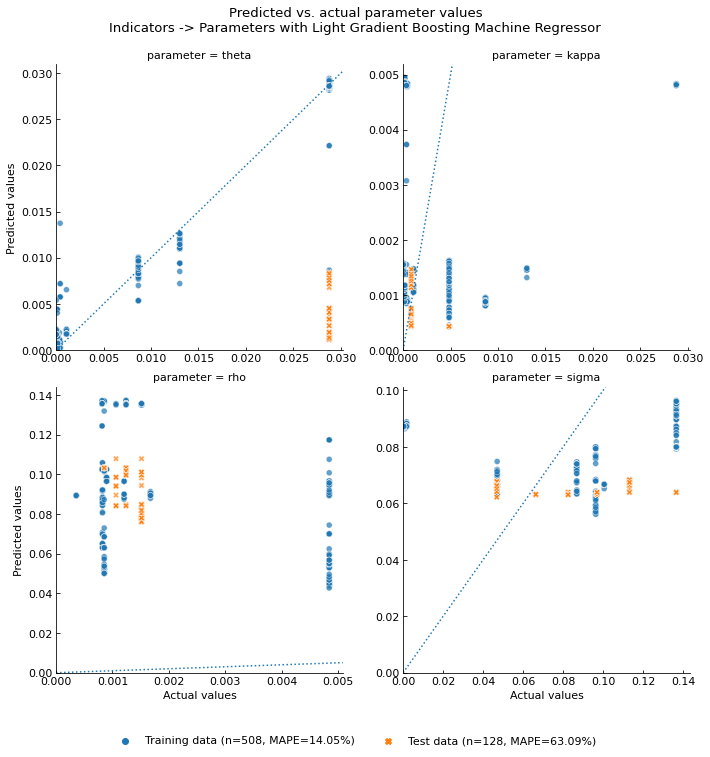 Predicted vs. actual parameter values
Indicators -> Parameters with Light Gradient Boosting Machine Regressor
parameter = theta
parameter = kappa
0.030
0.025
0.020
0.015
0.010
0.005
0.000
Predicted values
0.000 0.005 0.010 0.015 0.020 0.025 0.030
0.005
0.004
0.003
0.002
0.001
0.000
0.000 0.005 0.010 0.015 0.020 0.025 0.030
parameter = rho
parameter = sigma
0.14
0.12
0.10
0.08
0.06
0.04
0.02
0.00
Predicted values
0.000 0.001 0.002 0.003 0.004 0.005
Actual values
0.10
0.08
0.06
0.04
0.02
0.00
0.00 0.02 0.04 0.06 0.08 0.10 0.12 0.14
Actual values
Training data (n=508, MAPE=14.05%)
Test data (n=128, MAPE=63.09%)